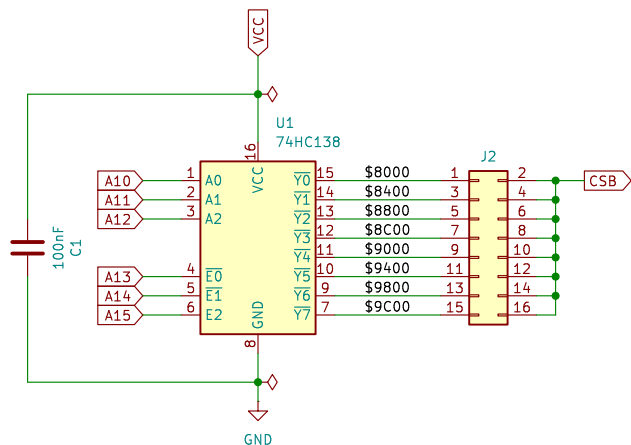 VCC
U1
74HC138
16
VCC
A10 1 A0 Y0 15 $8000 1 J2 2 CSB
A11 2 A1 Y1 14 $8400 3 4
A12 3 A2 Y2 13 $8800 5 6
Y3 12 $8C00 7 8
100nF C1
Y4 11 $9000 9 10
A13 4 E0 Y5 10 $9400 11 12
A14 5 E1 Y6 9 $9800 13 14
A15 6 E2 Y7 7 $9C00 15 16
GND
8
GND